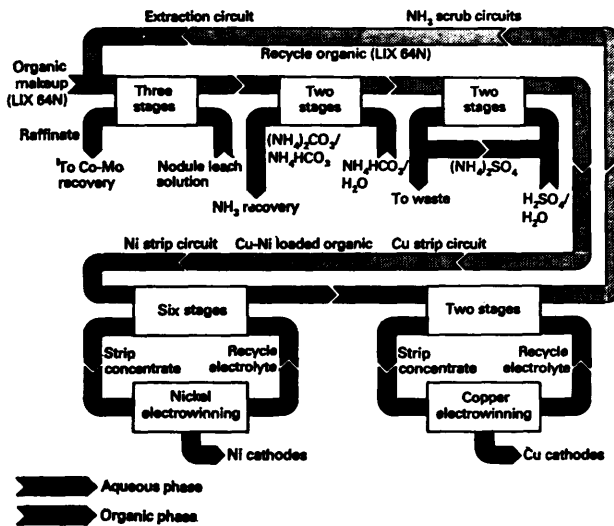 Extraction circuit
NH3 scrub circuits
Recycle organic (LIX 64N)
Organic
makeup
(LIX 64N)
Three
stages
Two
stages
Two
stages
Raffinate
To Co-Mo
recovery
Nodule leach
solution
(NH4)2CO3/
NH4HCO3
NH3 recovery
NH4HCO3/
H2O
To waste
(NH4)2SO4
H2SO4/
H2O
Ni strip circuit
Cu-Ni loaded organic
Cu strip circuit
Six stages
Two stages
Strip
concentrate
Recycle
electrolyte
Strip
concentrate
Recycle
electrolyte
Nickel
electrowinning
Copper
electrowinning
Ni cathodes
Cu cathodes
Aqueous phase
Organic phase